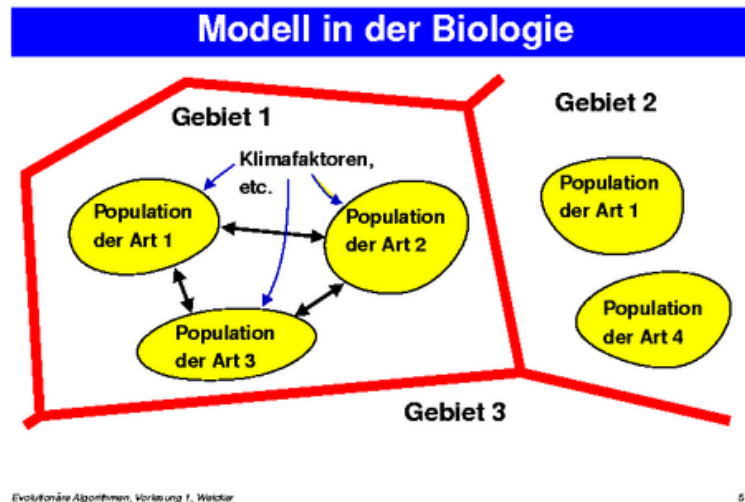 Modell in der Biologie
Gebiet 1
Gebiet 2
Klimafaktoren,
etc.
Population
der Art 1
Population
der Art 2
Population
der Art 3
Population
der Art 1
Population
der Art 4
Gebiet 3
Evolutionäre Algorithmen, Vorlesung 1, Weicker
5